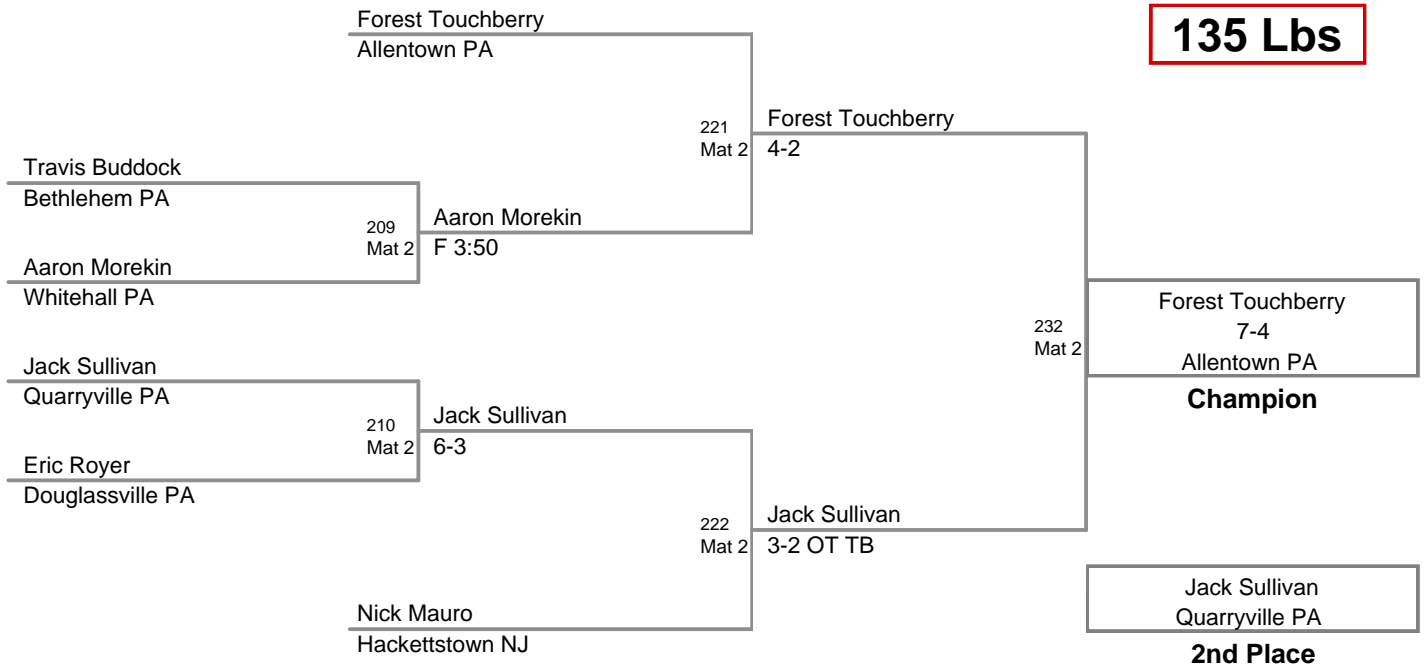 Forest Touchberry
Allentown PA
135 Lbs
221
Mat 2
Forest Touchberry
4-2
Travis Buddock
Bethlehem PA
209
Mat 2
Aaron Morekin
F 3:50
Aaron Morekin
Whitehall PA
232
Mat 2
Forest Touchberry
7-4
Allentown PA
Champion
Jack Sullivan
Quarryville PA
210
Mat 2
Jack Sullivan
6-3
Eric Royer
Douglassville PA
222
Mat 2
Jack Sullivan
3-2 OT TB
Nick Mauro
Hackettstown NJ
Jack Sullivan
Quarryville PA
2nd Place